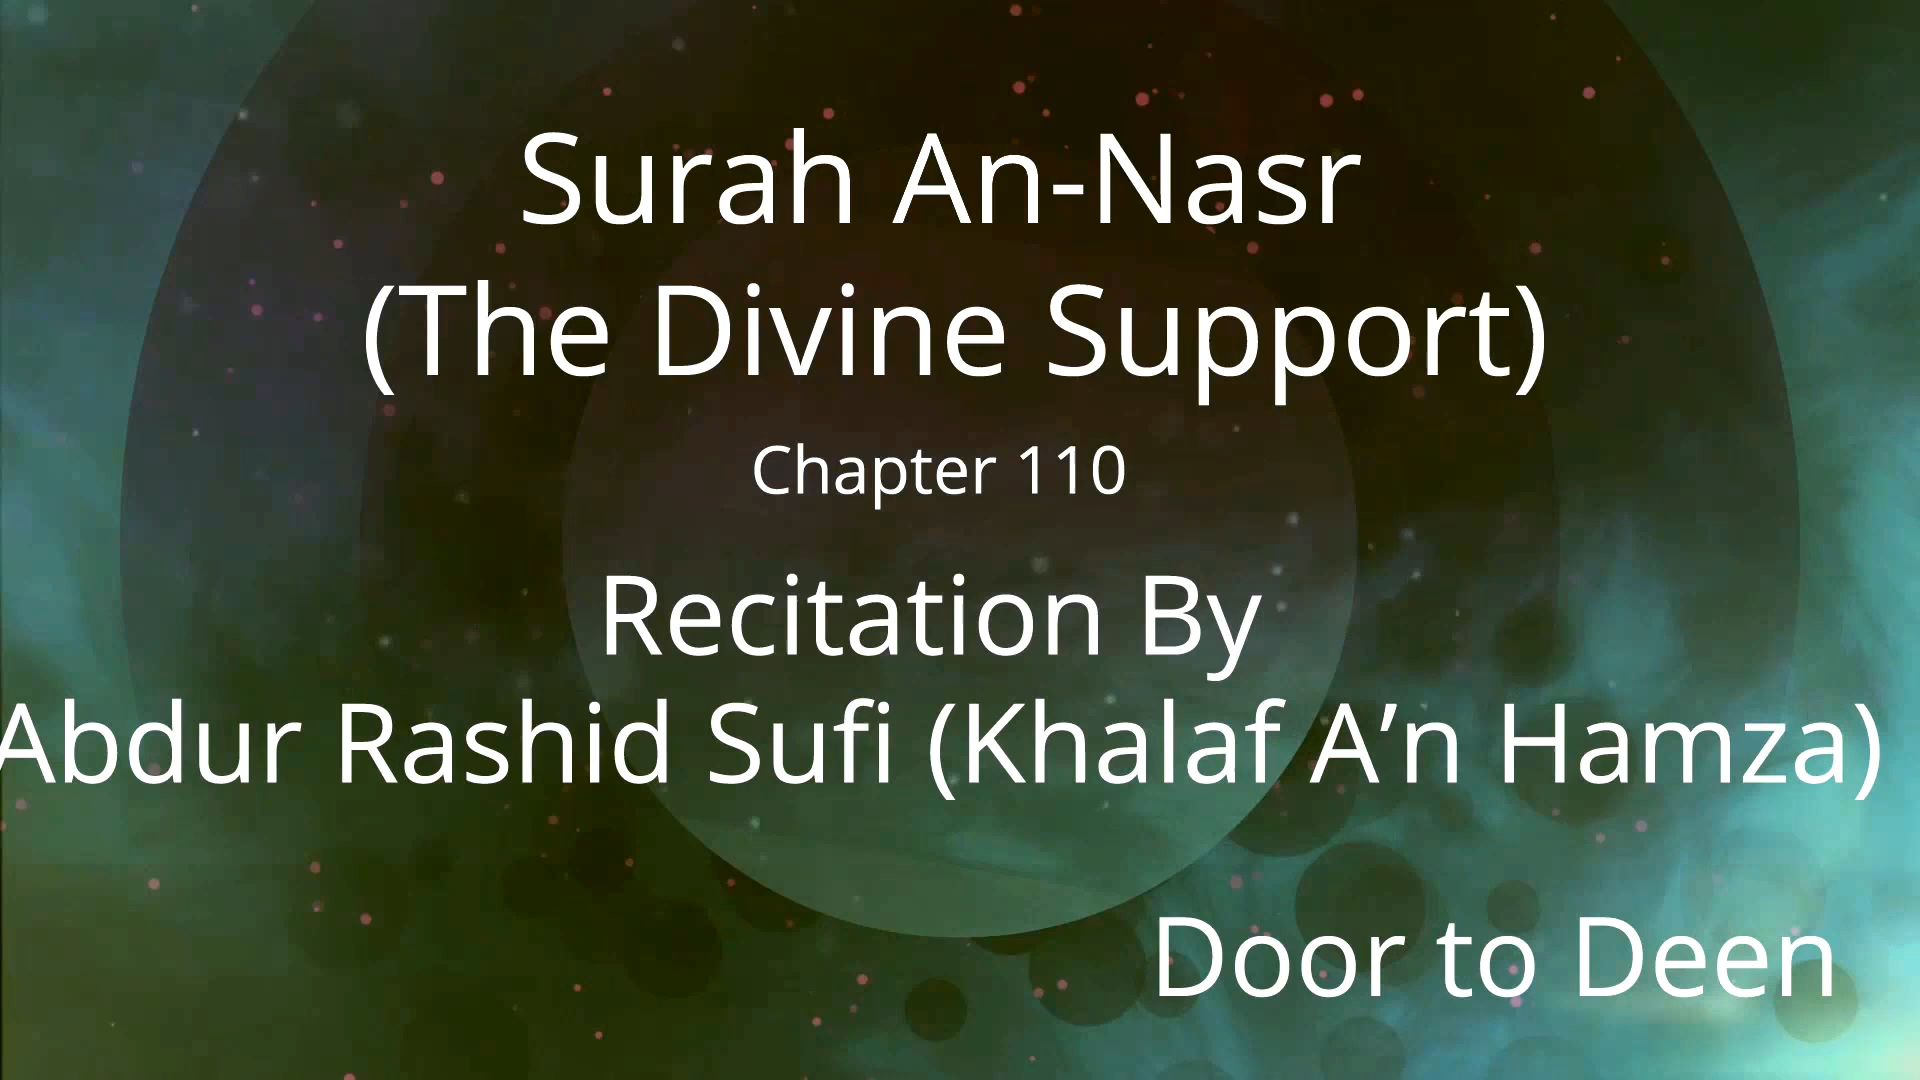 Surah An-Nasr
(The Divine Support)
Chapter 110
Recitation By
Abdur Rashid Sufi (Khalaf A’n Hamza)
Door to Deen